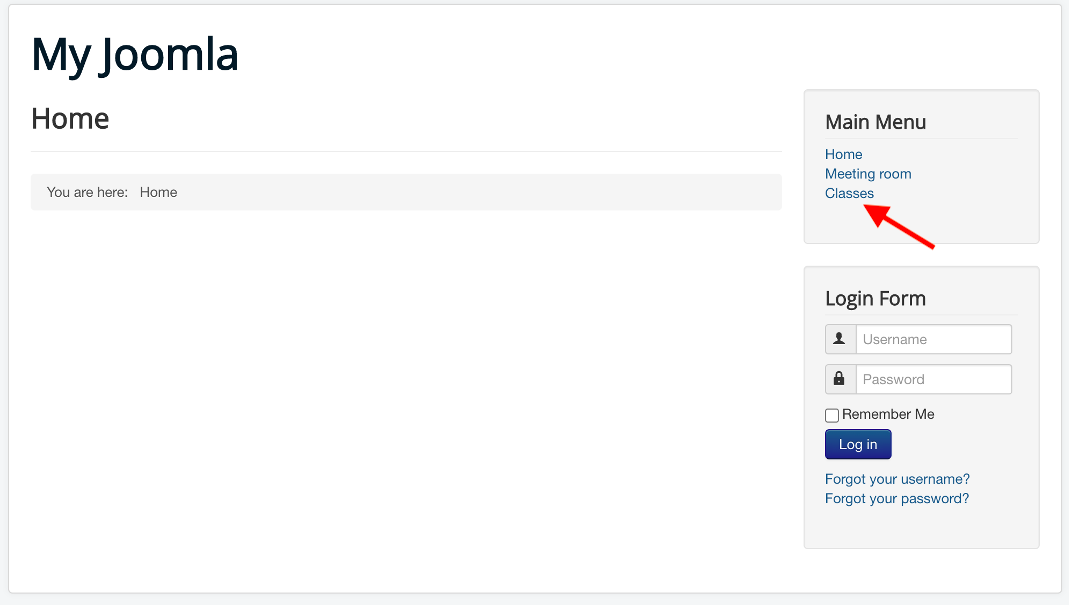 My Joomla
Home
You are here: Home
Main Menu
Home
Meeting room
Classes
Login Form
Username
Password
Remember Me
Log in
Forgot your username?
Forgot your password?